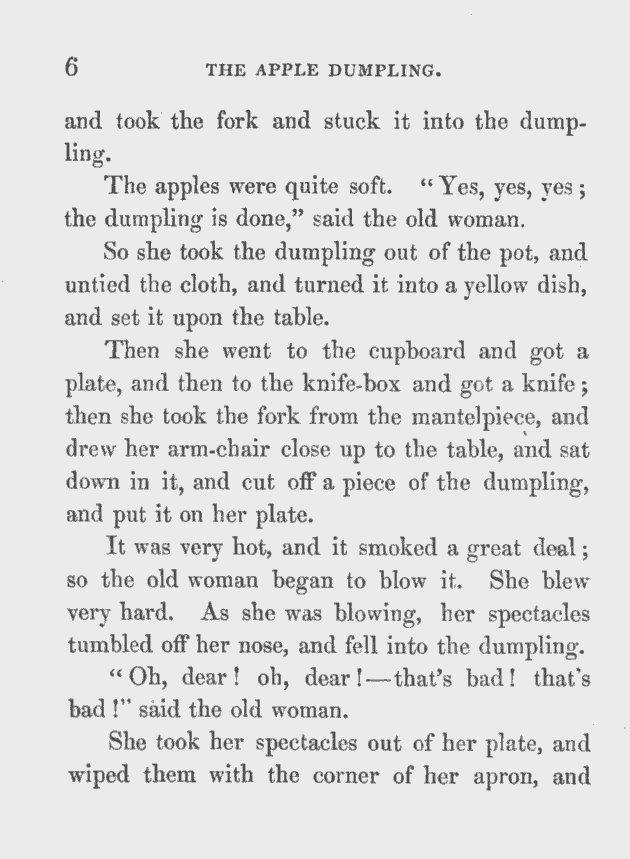 6 THE APPLE DUMPLING.
and took the fork and stuck it into the dump-
ling.
The apples were quite soft. “Yes, yes, yes;
the dumpling is done,” said the old woman.
So she took the dumpling out of the pot, and
untied the cloth, and turned it into a yellow dish,
and set it upon the table.
Then she went to the cupboard and got a
plate, and then to the knife-box and got a knife;
then she took the fork from the mantelpiece, and
drew her arm-chair close up to the table, and sat
down in it, and cut off a piece of the dumpling,
and put it on her plate.
It was very hot, and it smoked a great deal;
so the old woman began to blow it. She blew
very hard. As she was blowing, her spectacles
tumbled off her nose, and fell into the dumpling.
“Oh, dear! oh, dear!—that's bad! that's
bad!” said the old woman.
She took her spectacles out of her plate, and
wiped them with the corner of her apron, and